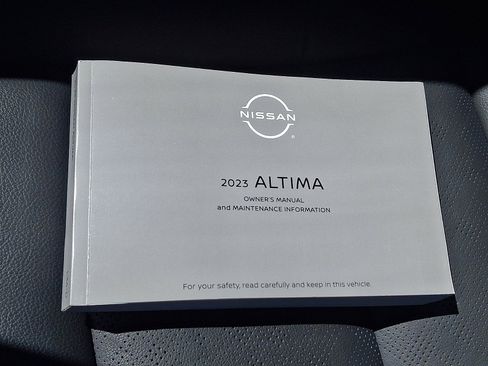 NISSAN
2023 ALTIMA
OWNER'S MANUAL
and MAINTENANCE INFORMATION
For your safety, read carefully and keep in this vehicle.